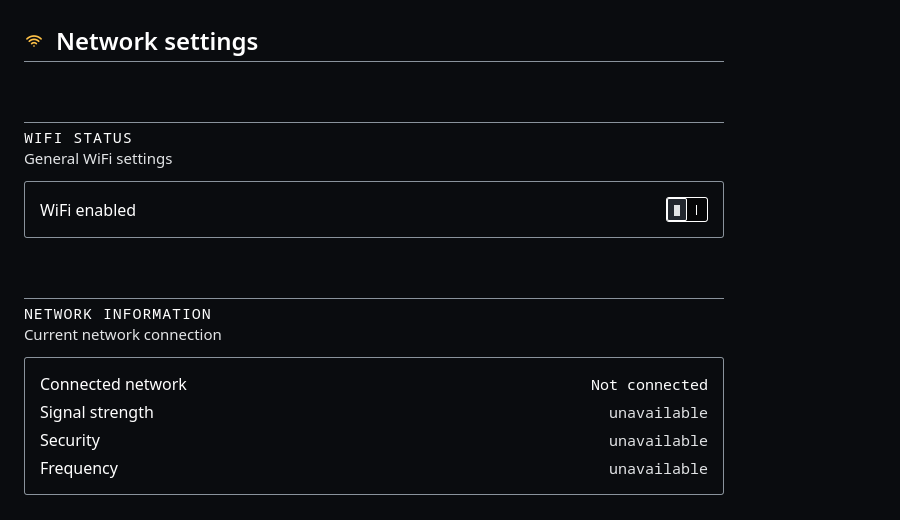 Network settings
WIFI STATUS
General WiFi settings
WiFi enabled
NETWORK INFORMATION
Current network connection
Connected network Not connected
Signal strength unavailable
Security unavailable
Frequency unavailable